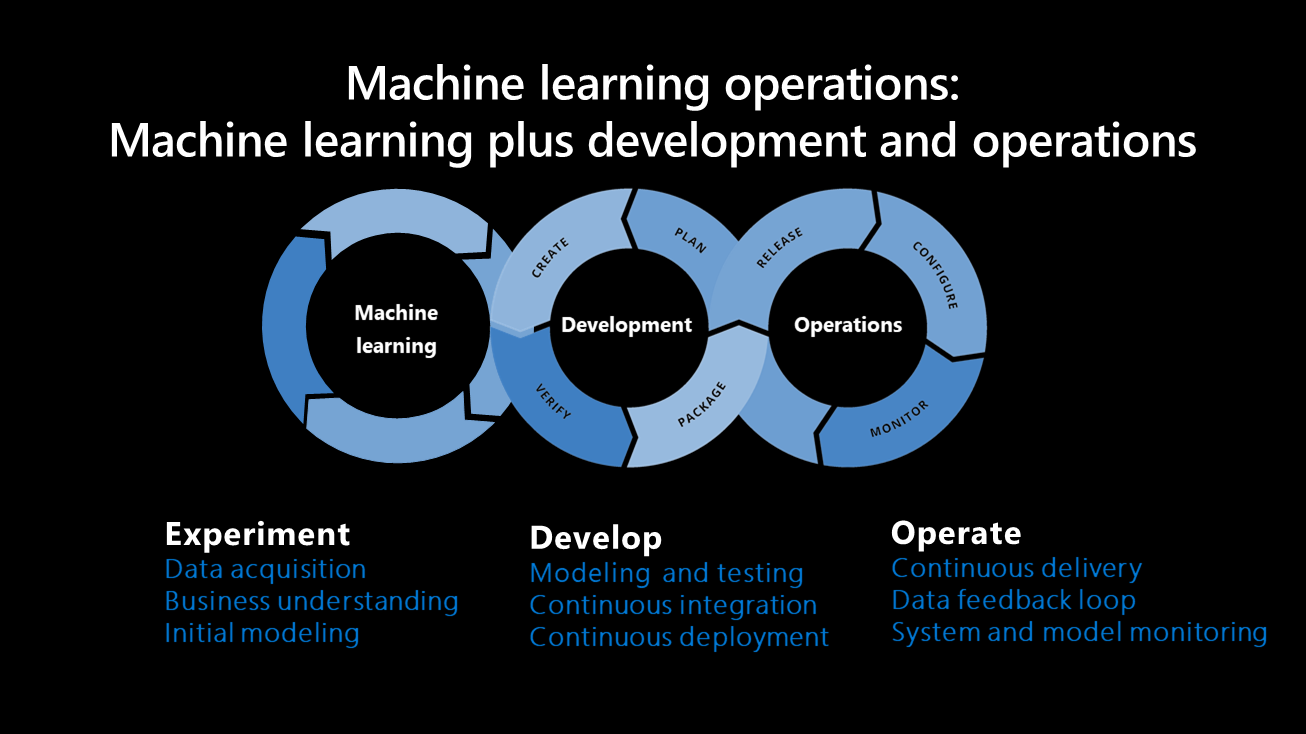 Machine learning operations:
Machine learning plus development and operations
Machine
learning
CREATE
PLAN
Development
VERIFY
PACKAGE
RELEASE
CONFIGURE
Operations
MONITOR
Experiment
Data acquisition
Business understanding
Initial modeling
Develop
Modeling and testing
Continuous integration
Continuous deployment
Operate
Continuous delivery
Data feedback loop
System and model monitoring